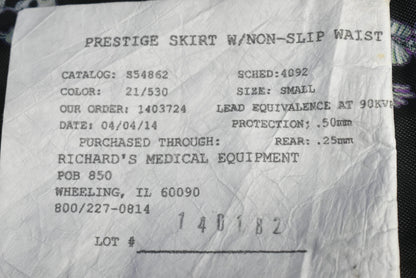 PRESTIGE SKIRT W/NON-SLIP WAIST
CATALOG: 854862 SCHED:4092
COLOR: 21/530 SIZE: SMALL
OUR ORDER: 1403724 LEAD EQUIVALENCE AT 90KVP
DATE: 04/04/14 PROTECTION: .50mm
PURCHASED THROUGH: REAR: .25mm
RICHARD'S MEDICAL EQUIPMENT
POB 850
WHEELING, IL 60090
800/227-0814
LOT # 140182